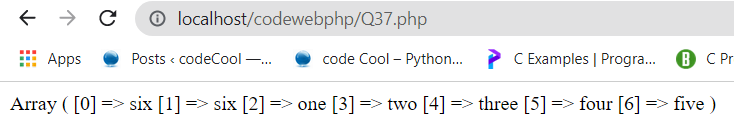 localhost/codewebphp/Q37.php
Apps Posts ‹ codeCool —... code Cool – Python... C Examples | Progra... C Pr
Array ( [0] => six [1] => six [2] => one [3] => two [4] => three [5] => four [6] => five )